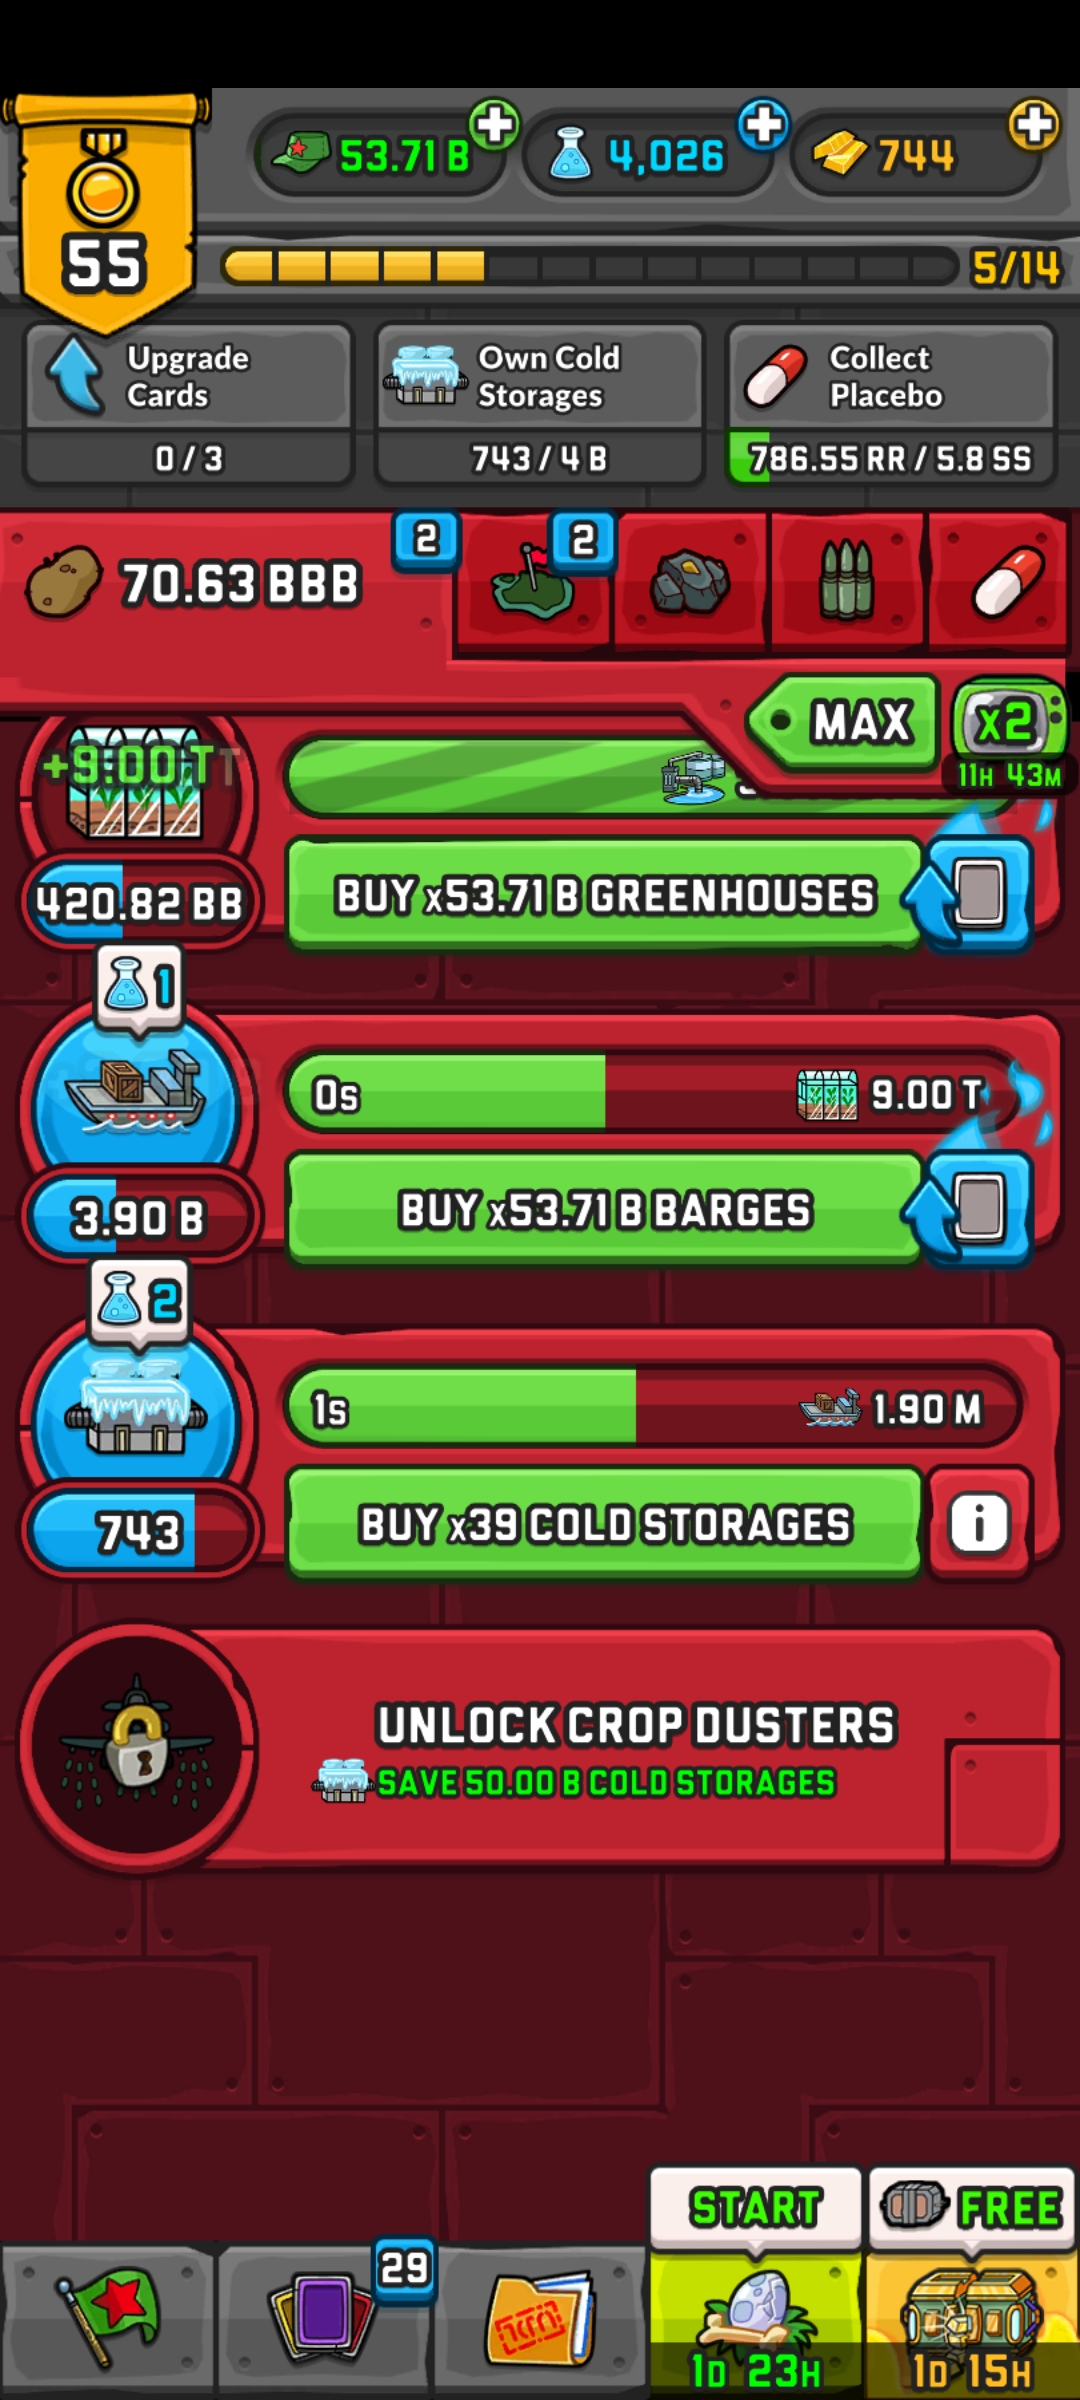 53.71 B
4,026
744
55
5/14
Upgrade
Cards
0 / 3
Own Cold
Storages
743 / 4 B
Collect
Placebo
786.55 RR / 5.8 SS
70.63 BBB
2
2
MAX
x2
11H 43M
+9.00 T
420.82 BB
BUY x53.71 B GREENHOUSES
1
0s
9.00 T
3.90 B
BUY x53.71 B BARGES
2
1s
1.90 M
743
BUY x39 COLD STORAGES
i
UNLOCK CROP DUSTERS
SAVE 50.00 B COLD STORAGES
START
FREE
29
1D 23H
1D 15H